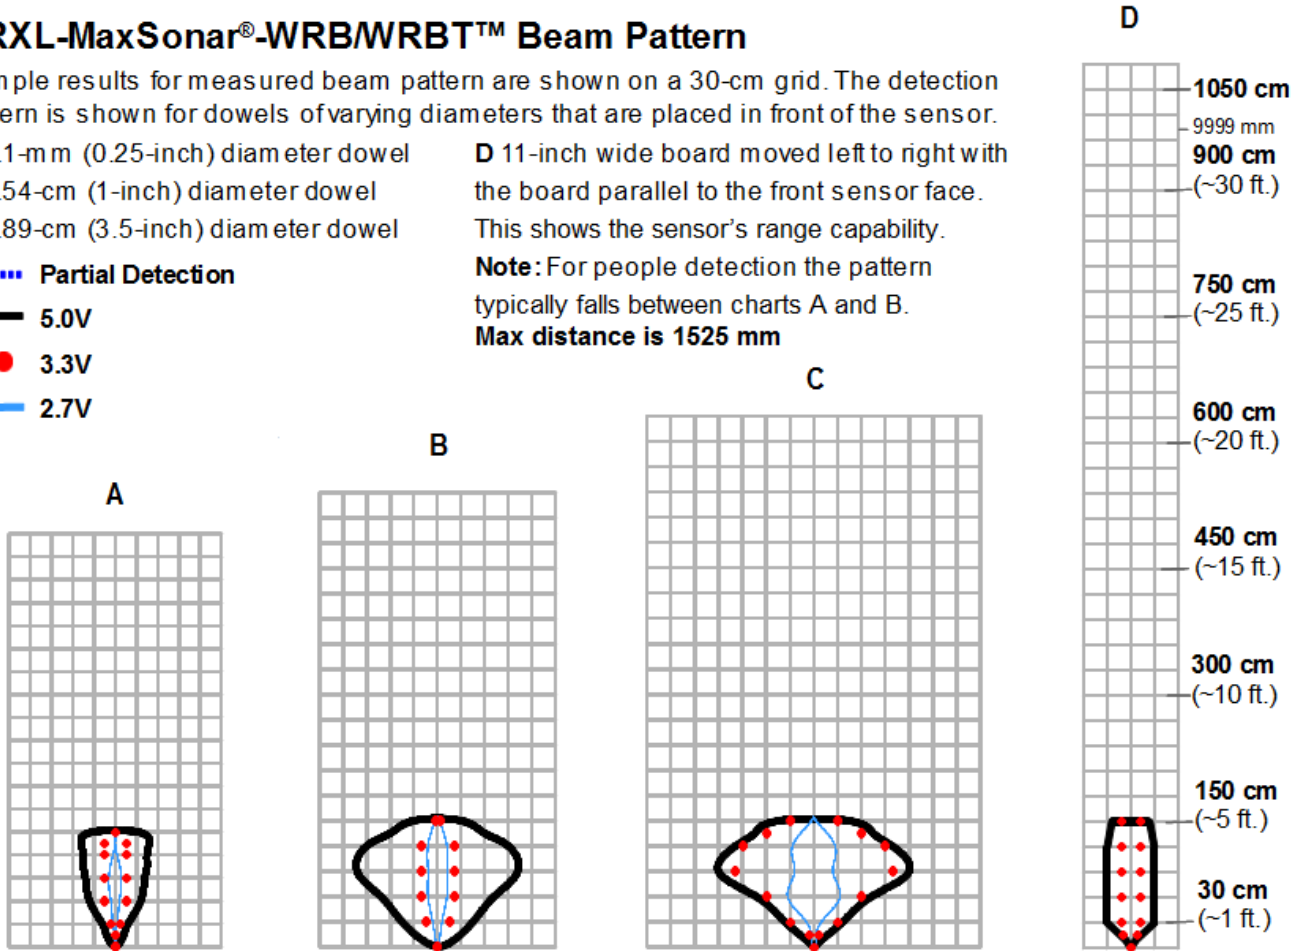 RXL-MaxSonar®-WRB/WRBT™ Beam Pattern
D
mple results for measured beam pattern are shown on a 30-cm grid. The detection
ern is shown for dowels of varying diameters that are placed in front of the sensor.
.1-mm (0.25-inch) diameter dowel
.54-cm (1-inch) diameter dowel
.89-cm (3.5-inch) diameter dowel
D 11-inch wide board moved left to right with
the board parallel to the front sensor face.
This shows the sensor's range capability.
Note: For people detection the pattern
typically falls between charts A and B.
Max distance is 1525 mm
Partial Detection
5.0V
3.3V
2.7V
A
B
C
1050 cm
9999 mm
900 cm
(~30 ft.)
750 cm
(~25 ft.)
600 cm
(~20 ft.)
450 cm
(~15 ft.)
300 cm
(~10 ft.)
150 cm
(~5 ft.)
30 cm
(~1 ft.)